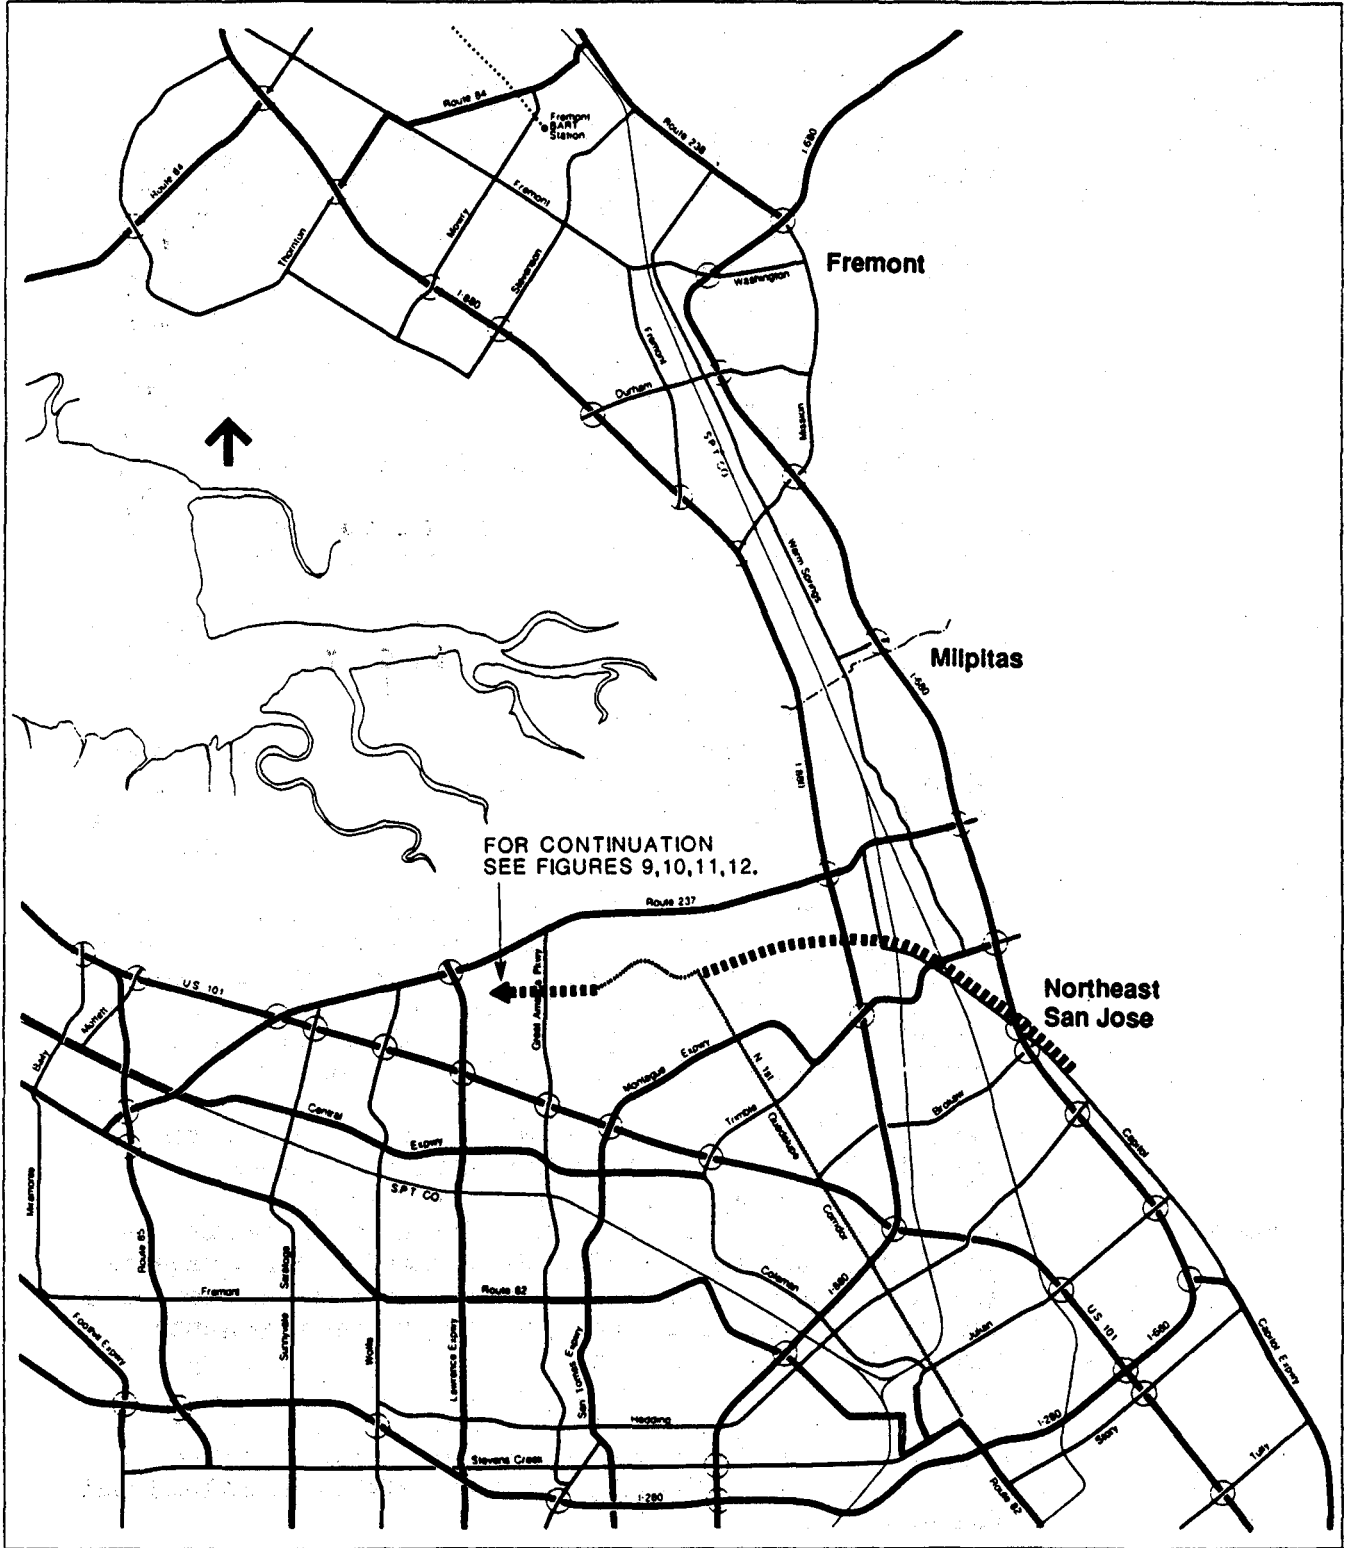 Route 84
Fremont
BART
Station
Route 238
I-680
Route 84
Fremont
Mowry
Thornton
Stevenson
Fremont
Washington
I-880
Fremont
Durham
Mission
S.P.T. CO.
Warm Springs
Milpitas
I-680
I-880
FOR CONTINUATION
SEE FIGURES 9,10,11,12.
Route 237
Great America Pkwy
US 101
Northeast
San Jose
Moffett
Montague Expwy
N 1st
Trimble
Brokaw
Central Expwy
Guadalupe
Corridor
Capitol
S.P.T. CO.
Miramonte
Route 85
Saratoga
Sunnyvale
Coleman
I-880
Fremont
Route 82
Foothill Expwy
Wolfe
Lawrence Expwy
San Tomas Expwy
Julian
US 101
I-680
Capitol Expwy
Hedding
I-280
Story
Tully
Stevens Creek
I-280
Route 82